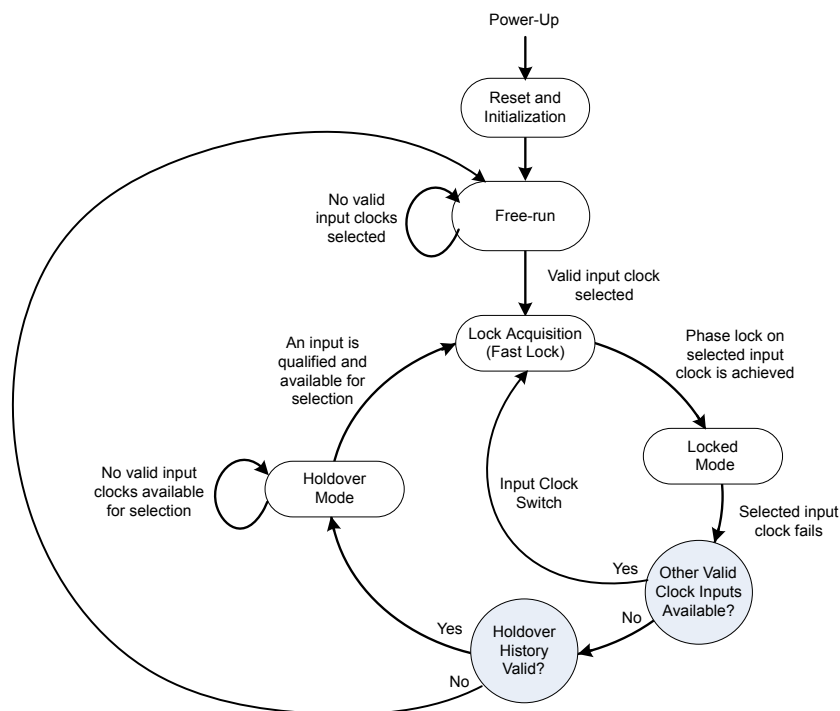 Power-Up
Reset and
Initialization
No valid
input clocks
selected
Free-run
Valid input clock
selected
An input is
qualified and
available for
selection
Lock Acquisition
(Fast Lock)
Phase lock on
selected input
clock is achieved
Locked
Mode
No valid input
clocks available
for selection
Holdover
Mode
Input Clock
Switch
Selected input
clock fails
Yes
Other Valid
Clock Inputs
Available?
No
Yes
Holdover
History
Valid?
No